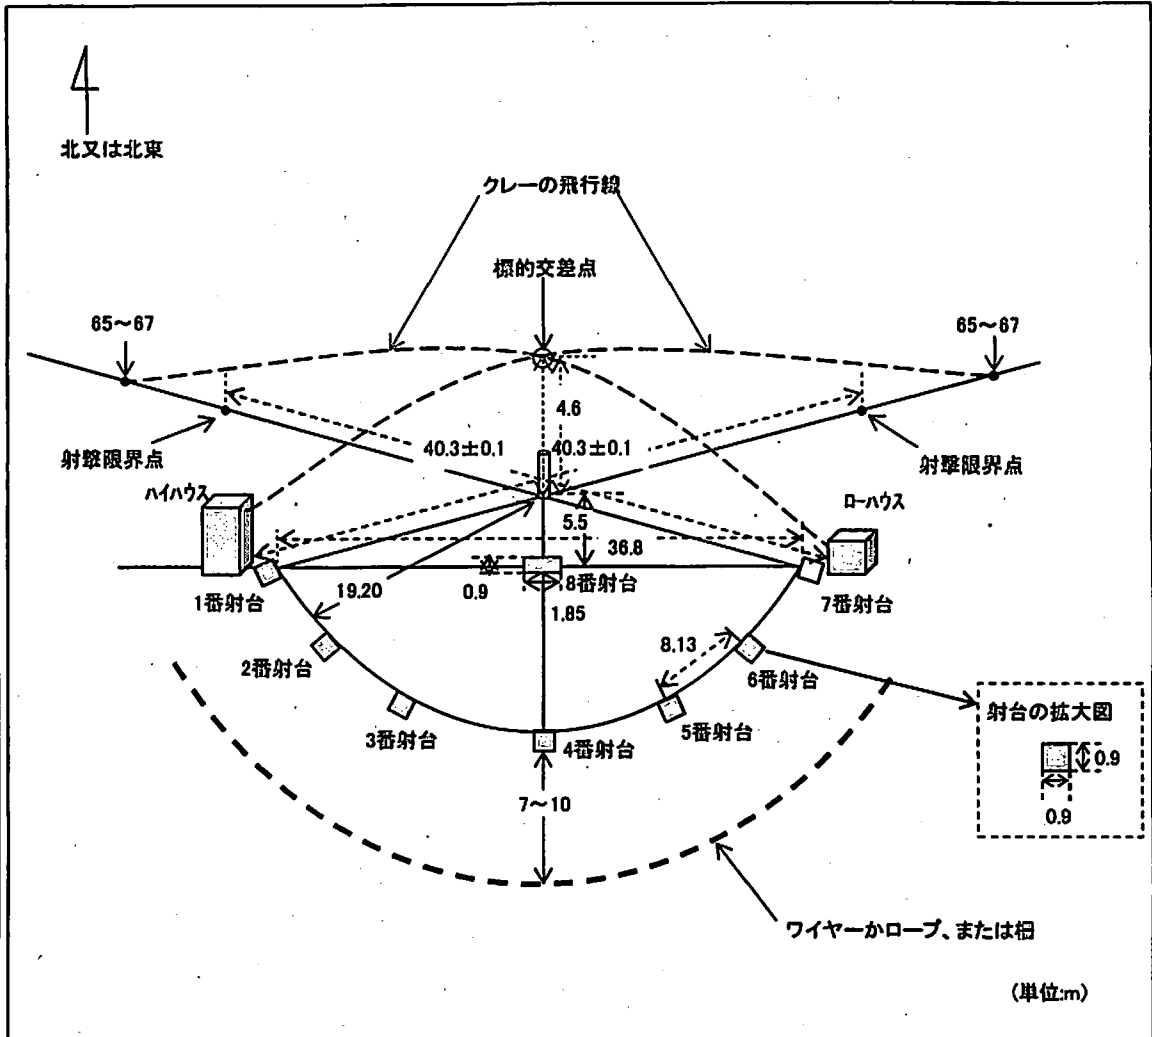 北又は北東
クレーの飛行線
標的交差点
65～67
65～67
4.6
射撃限界点
40.3±0.1
40.3±0.1
射撃限界点
ハイハウス
ローハウス
5.5
36.8
1番射台
19.20
0.9
8番射台
7番射台
1.85
2番射台
8.13
6番射台
3番射台
4番射台
5番射台
射台の拡大図
0.9
0.9
7～10
ワイヤーかロープ、または柵
(単位:m)